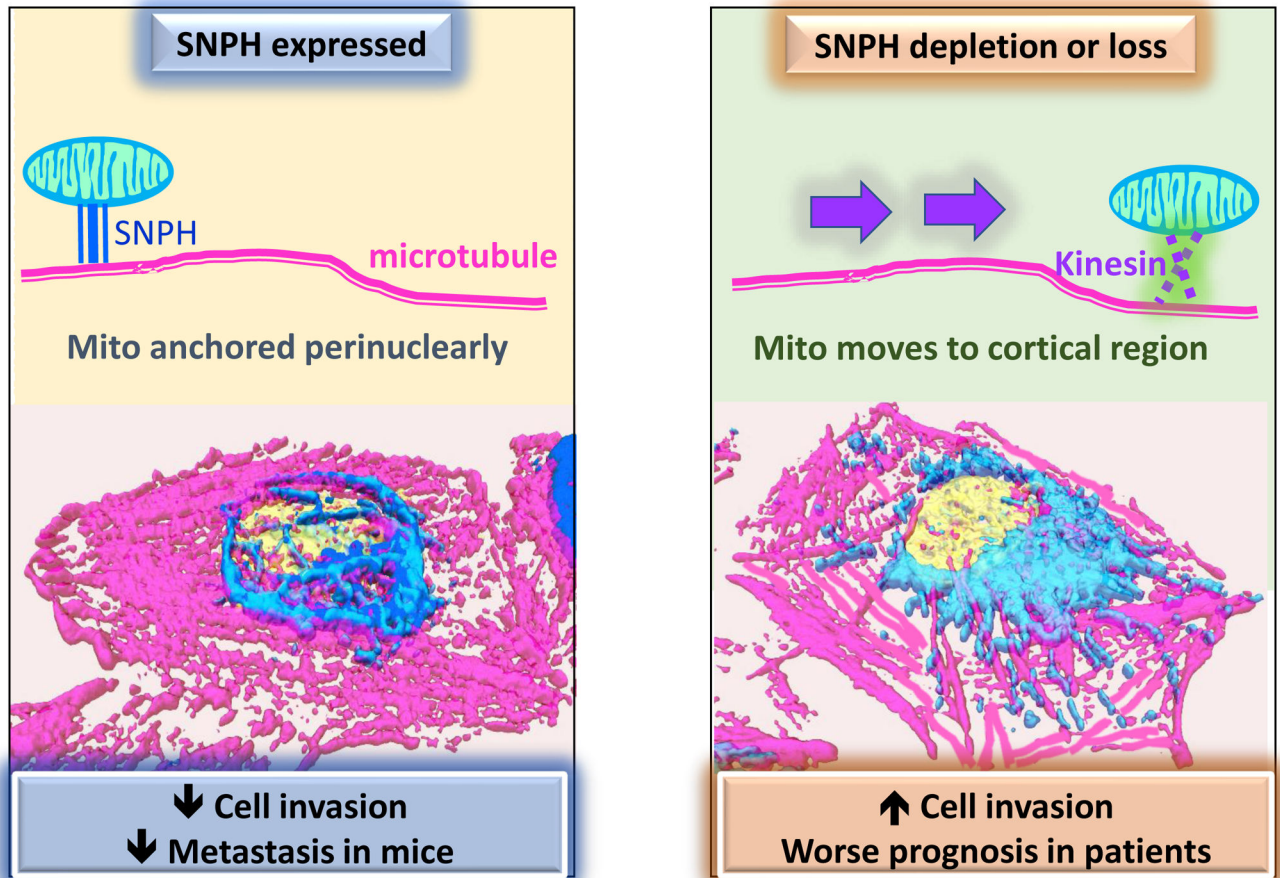 SNPH expressed
SNPH
microtubule
Mito anchored perinuclearly
🡻 Cell invasion
🡻 Metastasis in mice
SNPH depletion or loss
Kinesin
Mito moves to cortical region
🡹 Cell invasion
Worse prognosis in patients